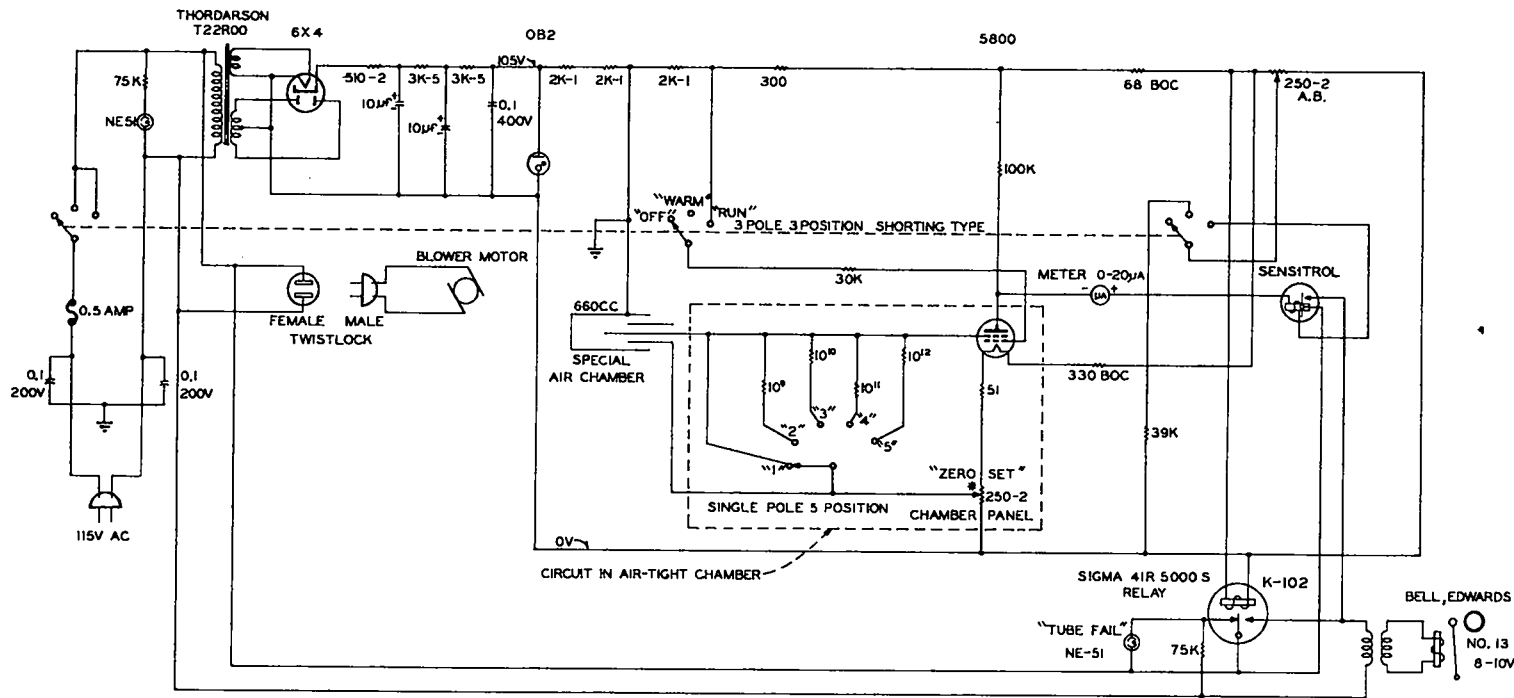 THORDARSON
T22R00
6X4
OB2
5800
105V
75K
510-2
3K-5
3K-5
2K-1
2K-1
2K-1
300
68 BOC
250-2
A.B.
NE51
10µf
+
-
10µf
+
-
0.1
400V
100K
"OFF"
"WARM"
"RUN"
3 POLE 3 POSITION SHORTING TYPE
BLOWER MOTOR
30K
METER 0-20µA
- +
µA
SENSITROL
0.5 AMP
FEMALE MALE
TWISTLOCK
660CC
SPECIAL
AIR CHAMBER
10⁹
10¹⁰
10¹¹
10¹²
51
330 BOC
0.1
200V
0.1
200V
39K
"1"
"2"
"3"
"4"
"5"
"ZERO SET"
*
250-2
SINGLE POLE 5 POSITION
CHAMBER PANEL
115V AC
0V
CIRCUIT IN AIR-TIGHT CHAMBER
SIGMA 41R 5000 S
RELAY
K-102
"TUBE FAIL"
NE-51
75K
BELL, EDWARDS
NO. 13
8-10V